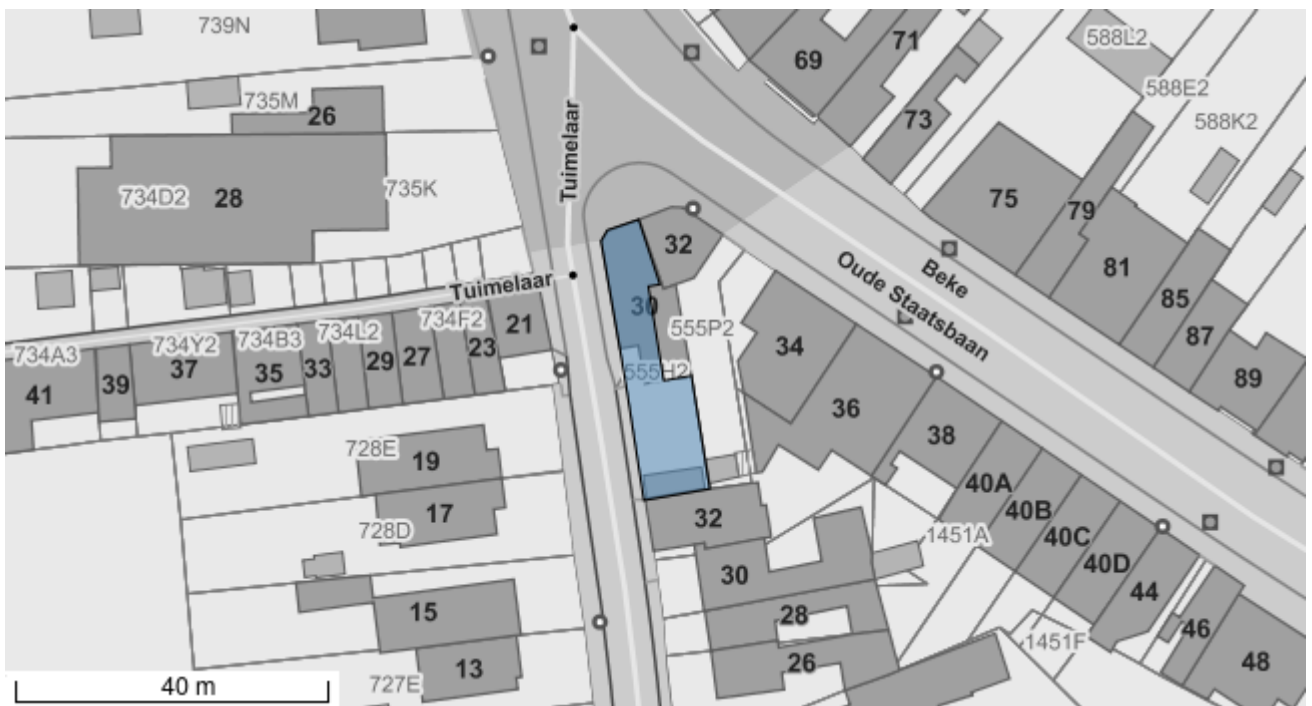 739N
69
71
588L2
588E2
73
588K2
735M
26
Tuimelaar
734D2
28
735K
75
79
32
Beke
Oude Staatsbaan
81
Tuimelaar
30
85
555P2
87
734A3
734Y2
734B3
734L2
734F2
21
34
41
39
37
35
33
29
27
23
555H2
36
89
38
728E
19
40A
40B
40C
40D
44
17
728D
32
1451A
30
15
28
46
1451F
13
26
48
727E
40 m